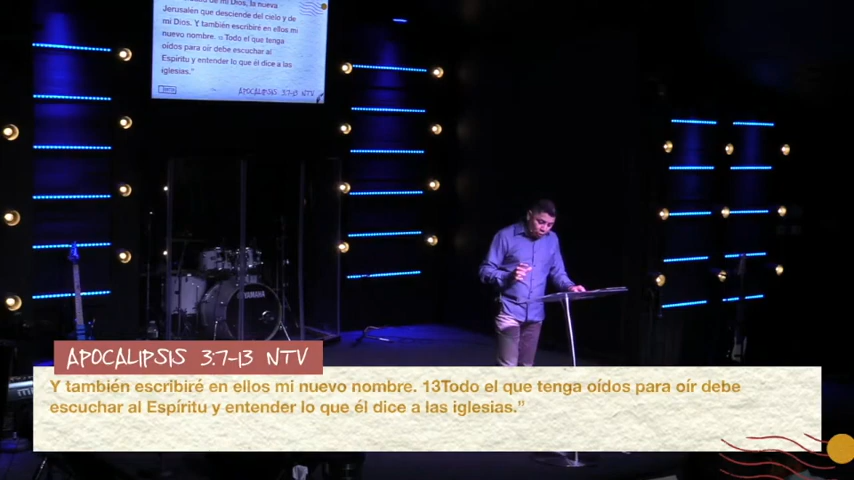 de mi Dios, la nueva
Jerusalén que desciende del cielo y de
mi Dios. Y también escribiré en ellos mi
nuevo nombre. 13 Todo el que tenga
oídos para oír debe escuchar al
Espíritu y entender lo que él dice a las
iglesias.”
APOCALIPSIS 3:7-13 NTV
YAMAHA
APOCALIPSIS 3:7-13 NTV
Y también escribiré en ellos mi nuevo nombre. 13Todo el que tenga oídos para oír debe
escuchar al Espíritu y entender lo que él dice a las iglesias.”